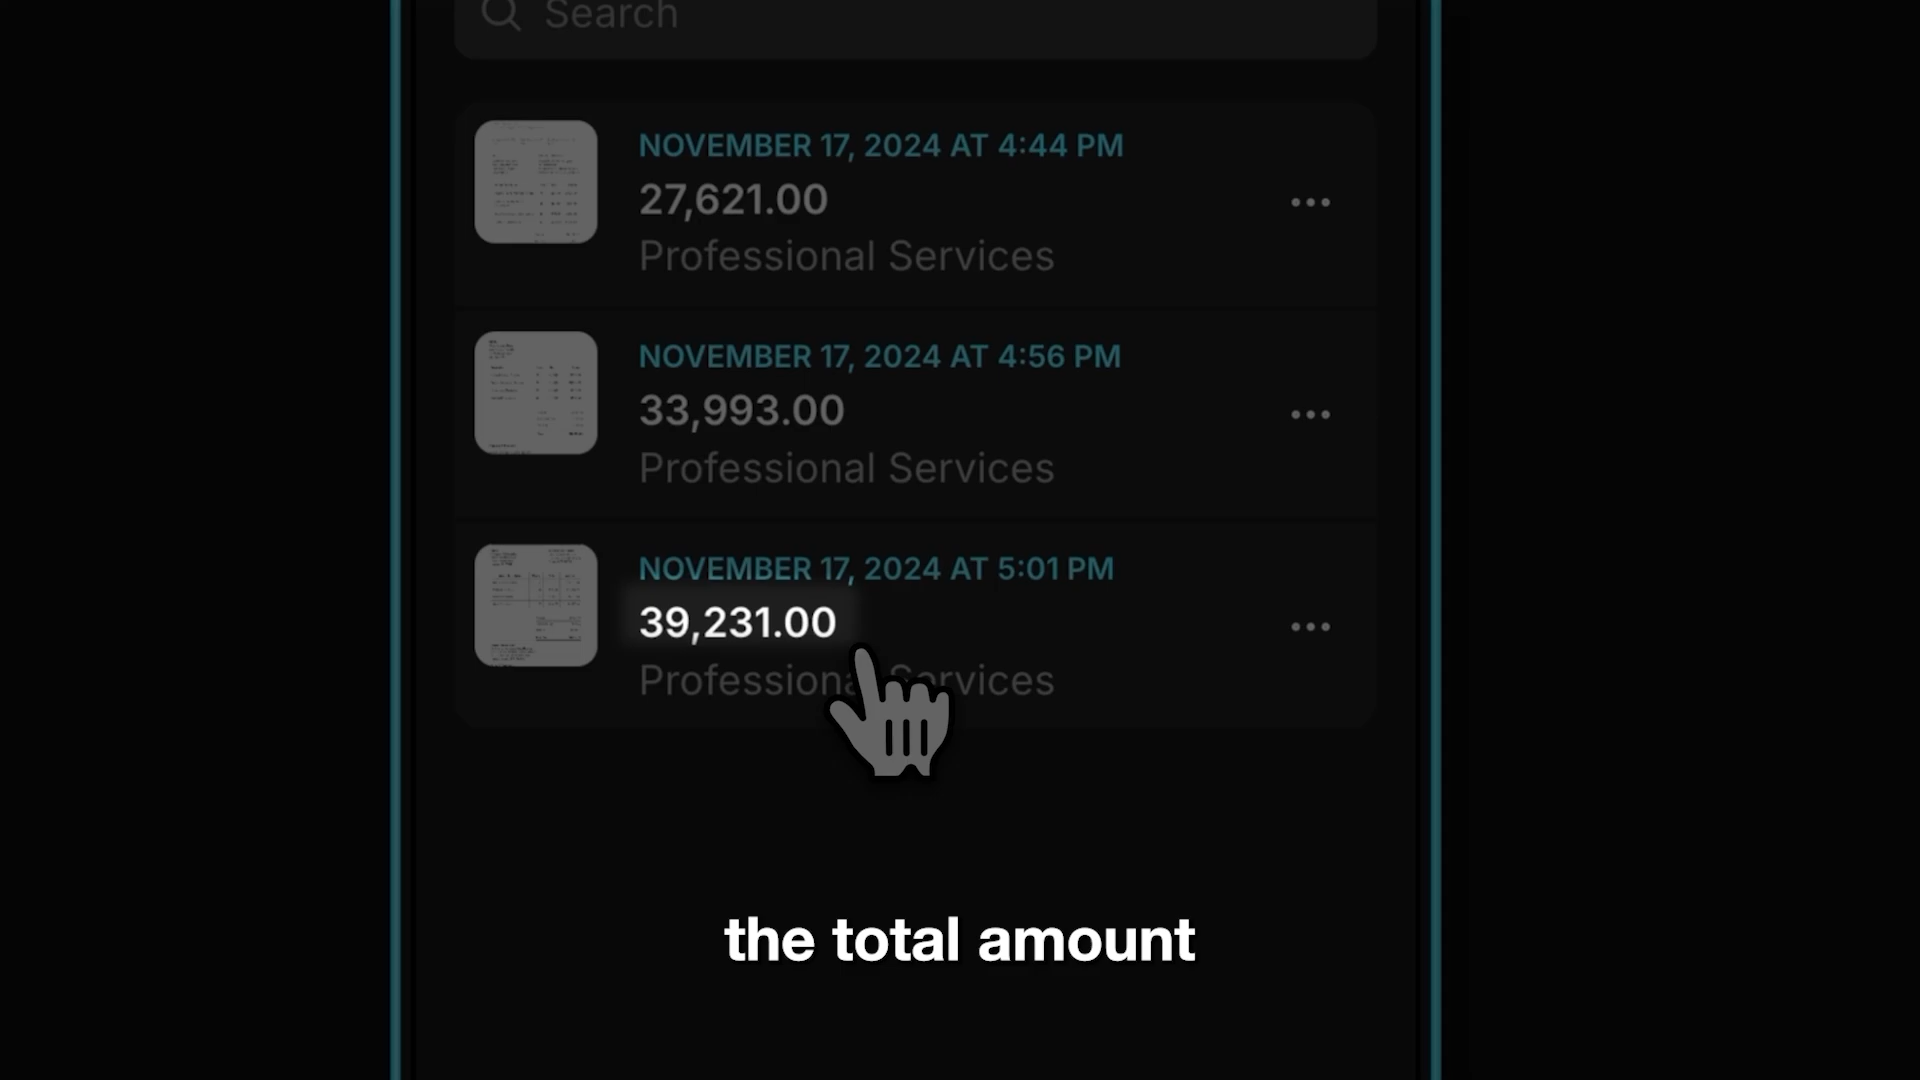 Search
NOVEMBER 17, 2024 AT 4:44 PM
27,621.00
Professional Services
NOVEMBER 17, 2024 AT 4:56 PM
33,993.00
Professional Services
NOVEMBER 17, 2024 AT 5:01 PM
39,231.00
Professional Services
the total amount